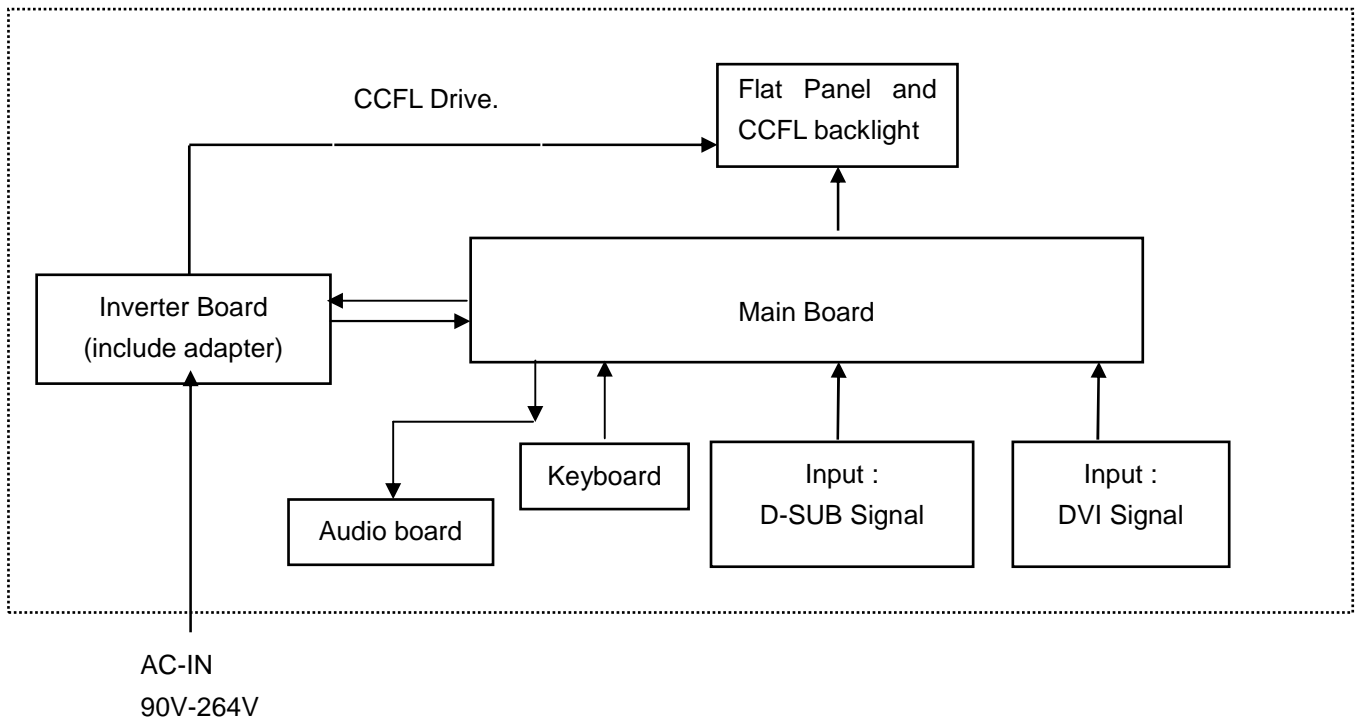 CCFL Drive.
Flat Panel and
CCFL backlight
Inverter Board
(include adapter)
Main Board
Audio board
Keyboard
Input :
D-SUB Signal
Input :
DVI Signal
AC-IN
90V-264V